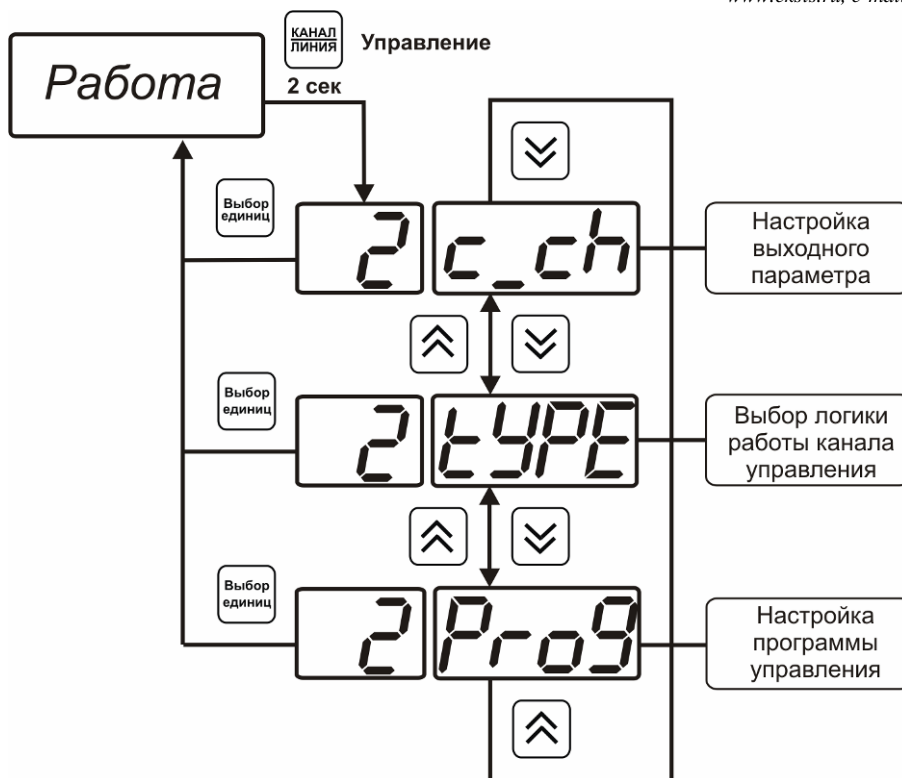 КАНАЛ
ЛИНИЯ
Управление
Работа
2 сек
Выбор
единиц
2
c_ch
Настройка
выходного
параметра
Выбор
единиц
2
tYPE
Выбор логики
работы канала
управления
Выбор
единиц
2
Prog
Настройка
программы
управления